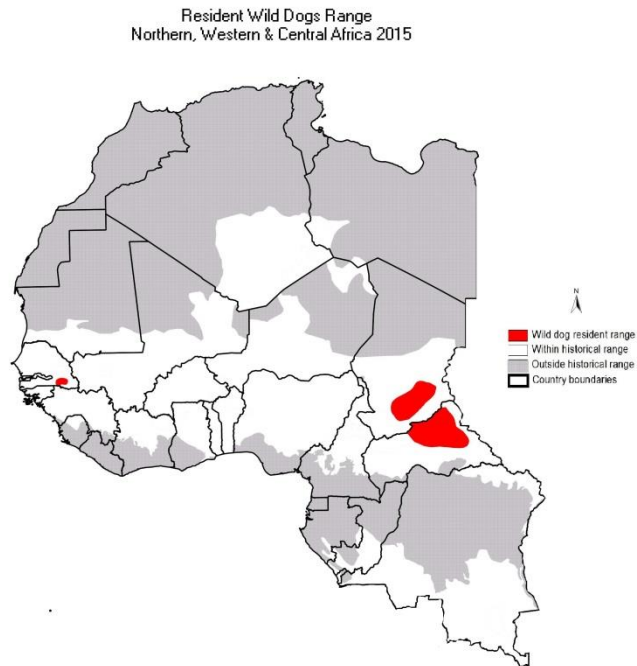 Resident Wild Dogs Range
Northern, Western & Central Africa 2015
N
Wild dog resident range
Within historical range
Outside historical range
Country boundaries